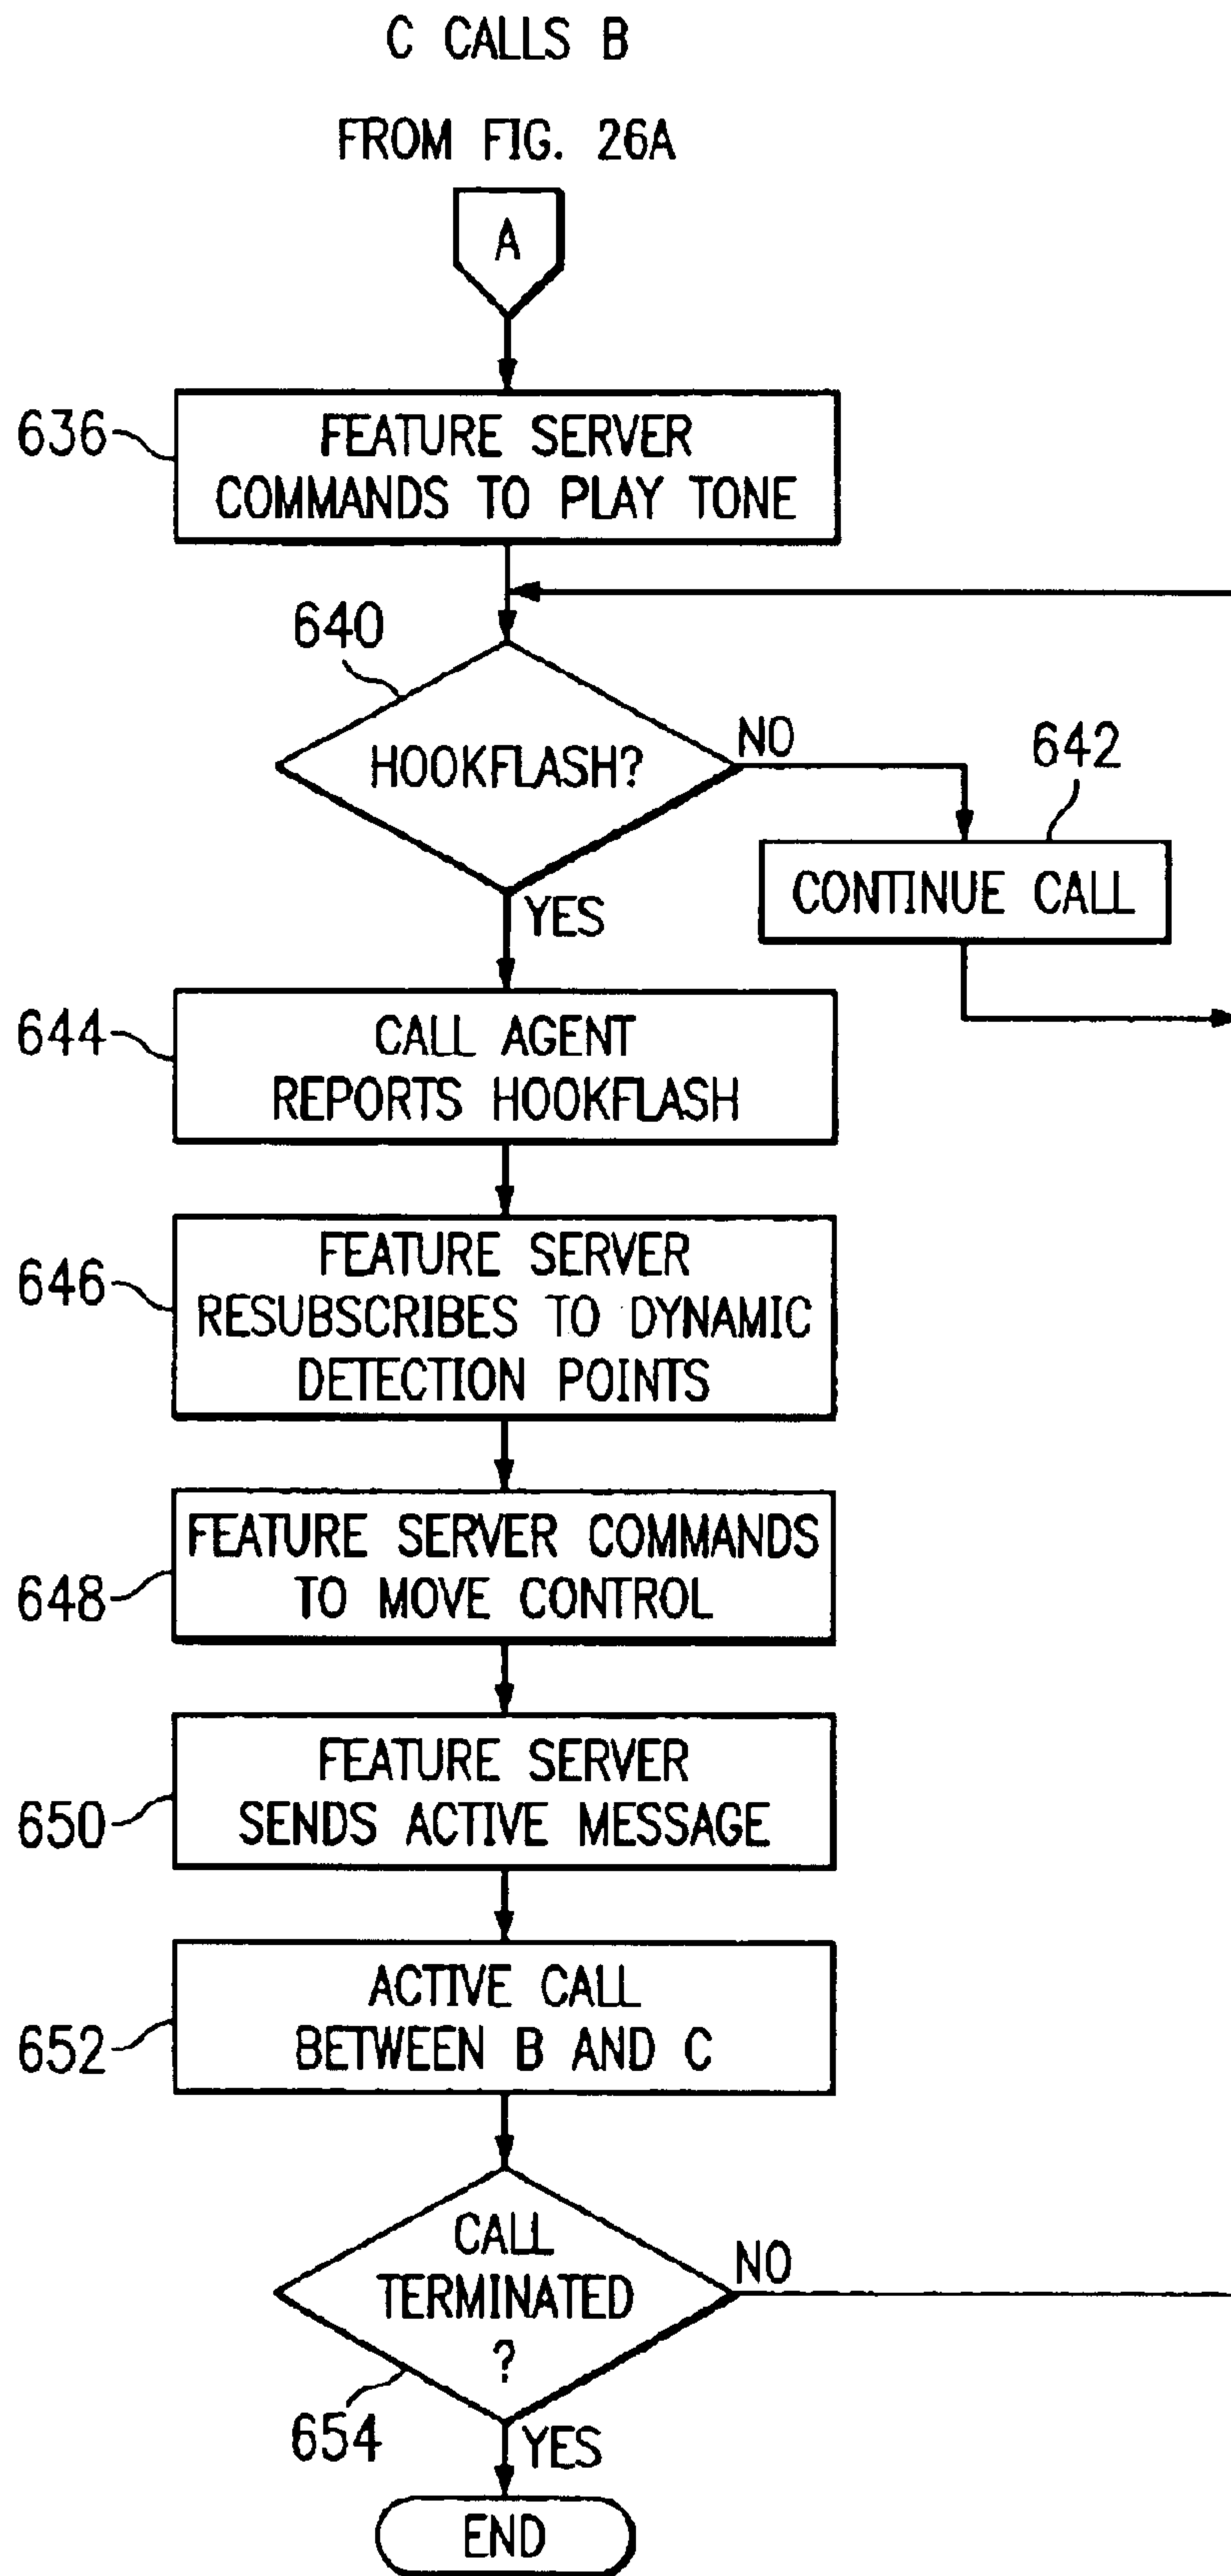 C CALLS B
FROM FIG. 26A
A
636
FEATURE SERVER
COMMANDS TO PLAY TONE
640
HOOKFLASH?
NO
642
CONTINUE CALL
YES
644
CALL AGENT
REPORTS HOOKFLASH
646
FEATURE SERVER
RESUBSCRIBES TO DYNAMIC
DETECTION POINTS
648
FEATURE SERVER COMMANDS
TO MOVE CONTROL
650
FEATURE SERVER
SENDS ACTIVE MESSAGE
652
ACTIVE CALL
BETWEEN B AND C
CALL
TERMINATED
?
NO
654
YES
END